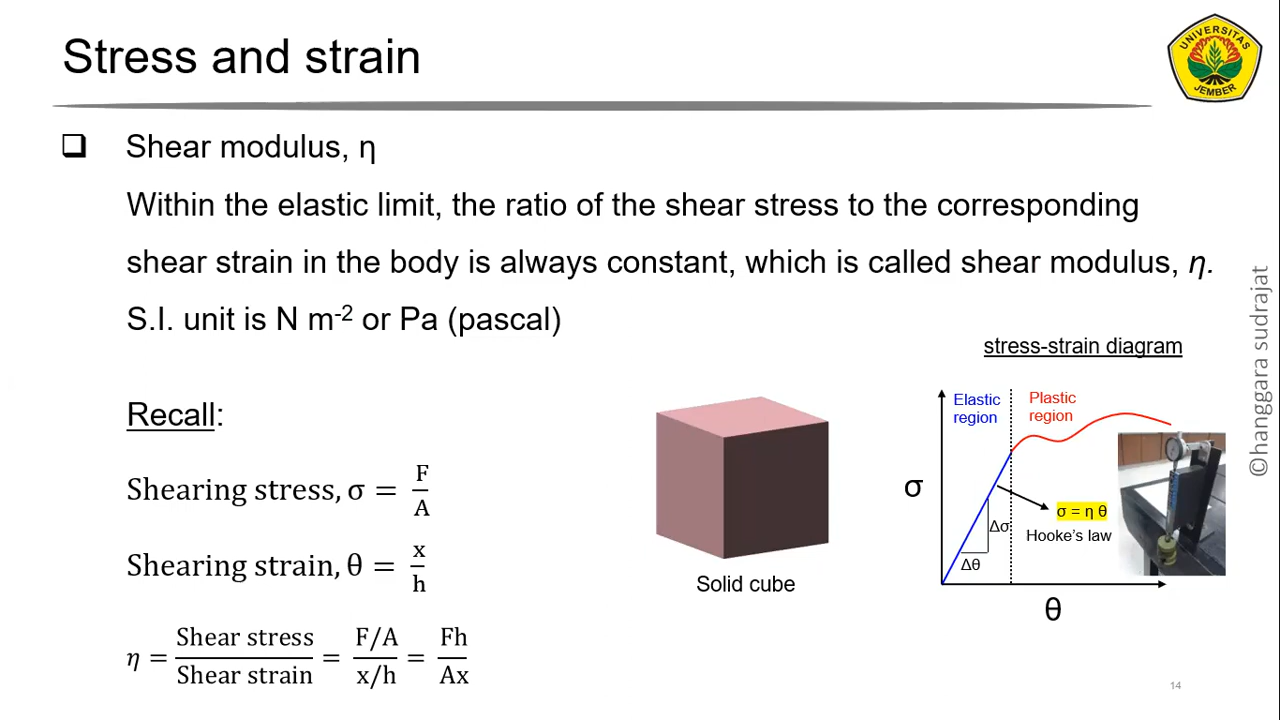 Stress and strain
UNIVERSITAS
JEMBER
❑ Shear modulus, η
Within the elastic limit, the ratio of the shear stress to the corresponding
shear strain in the body is always constant, which is called shear modulus, η.
S.I. unit is N m⁻² or Pa (pascal)
Recall:
Shearing stress, σ = F/A
Shearing strain, θ = x/h
η = Shear stress/Shear strain = F/A/x/h = Fh/Ax
Solid cube
stress-strain diagram
Elastic
region
Plastic
region
σ
Δσ
Δθ
σ = η θ
Hooke's law
θ
©hanggara sudrajat
14